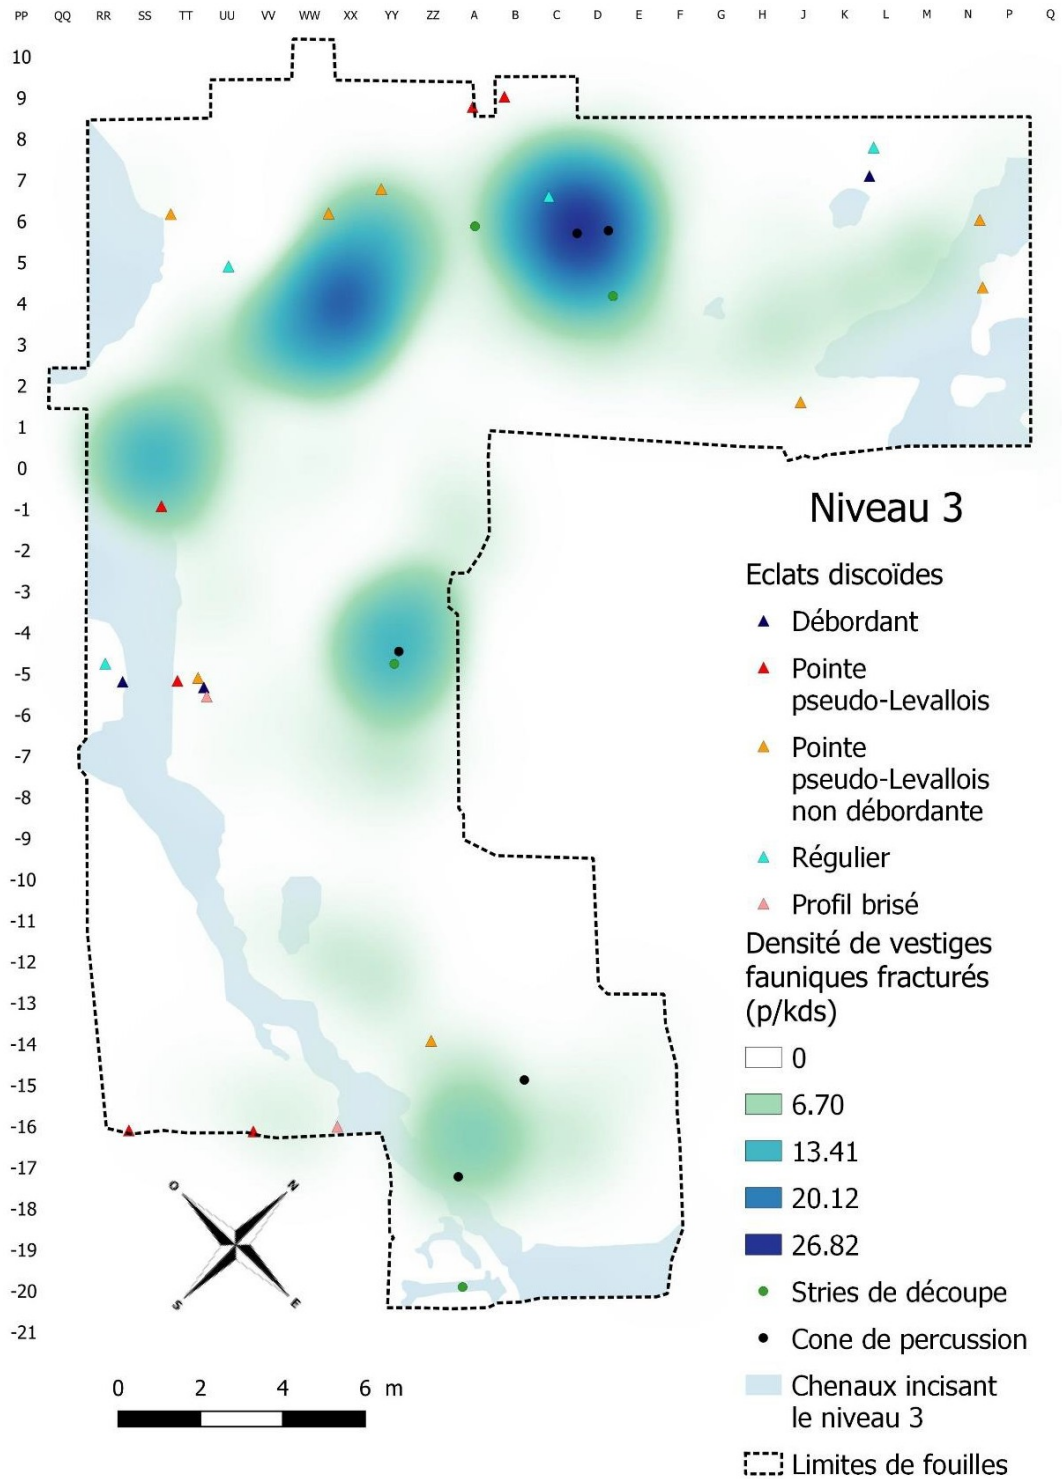 PP QQ RR SS TT UU VV WW XX YY ZZ A B C D E F G H J K L M N P Q
10
9
8
7
6
5
4
3
2
1
0
-1
-2
-3
-4
-5
-6
-7
-8
-9
-10
-11
-12
-13
-14
-15
-16
-17
-18
-19
-20
-21
Niveau 3
Eclats discoïdes
Débordant
Pointe
pseudo-Levallois
Pointe
pseudo-Levallois
non débordante
Régulier
Profil brisé
Densité de vestiges
fauniques fracturés
(p/kds)
0
6.70
13.41
20.12
26.82
Stries de découpe
Cone de percussion
Chenaux incisant
le niveau 3
Limites de fouilles
O N
S E
0 2 4 6 m